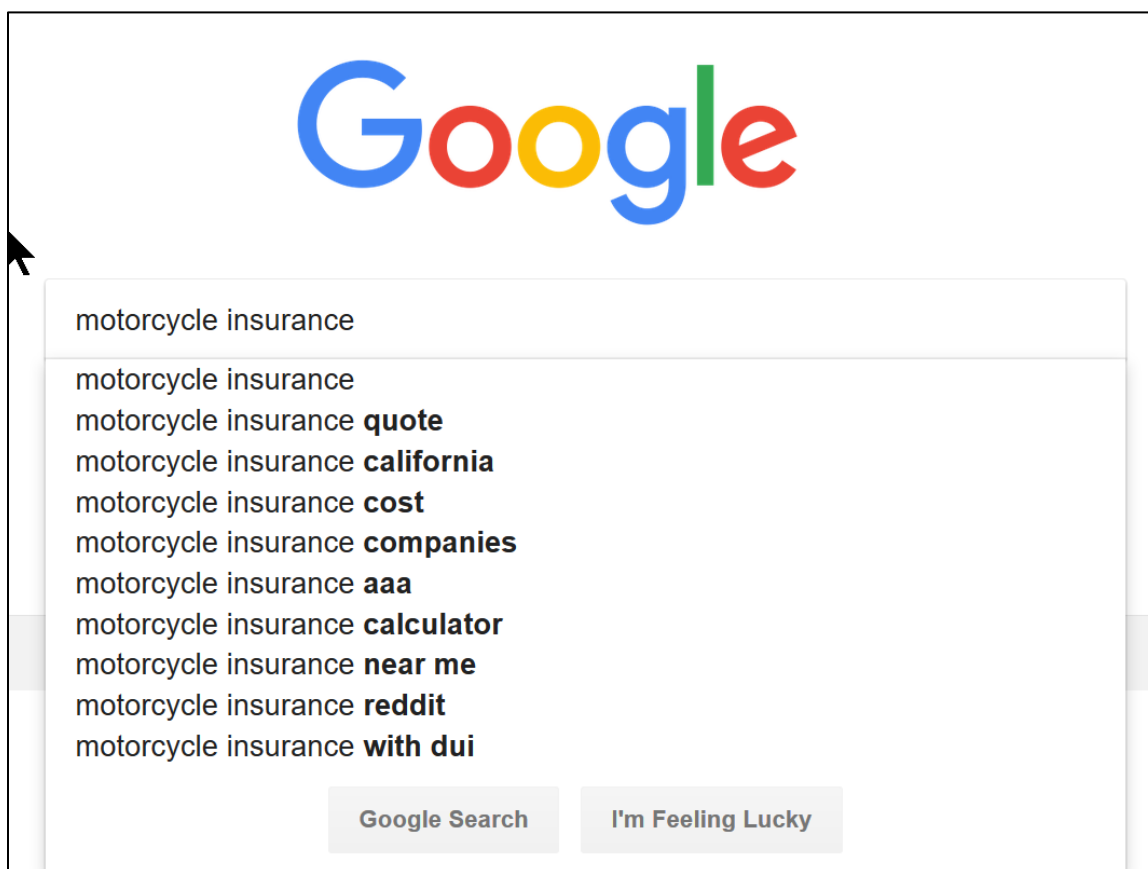 Google
motorcycle insurance
motorcycle insurance
motorcycle insurance quote
motorcycle insurance california
motorcycle insurance cost
motorcycle insurance companies
motorcycle insurance aaa
motorcycle insurance calculator
motorcycle insurance near me
motorcycle insurance reddit
motorcycle insurance with dui
Google Search I'm Feeling Lucky